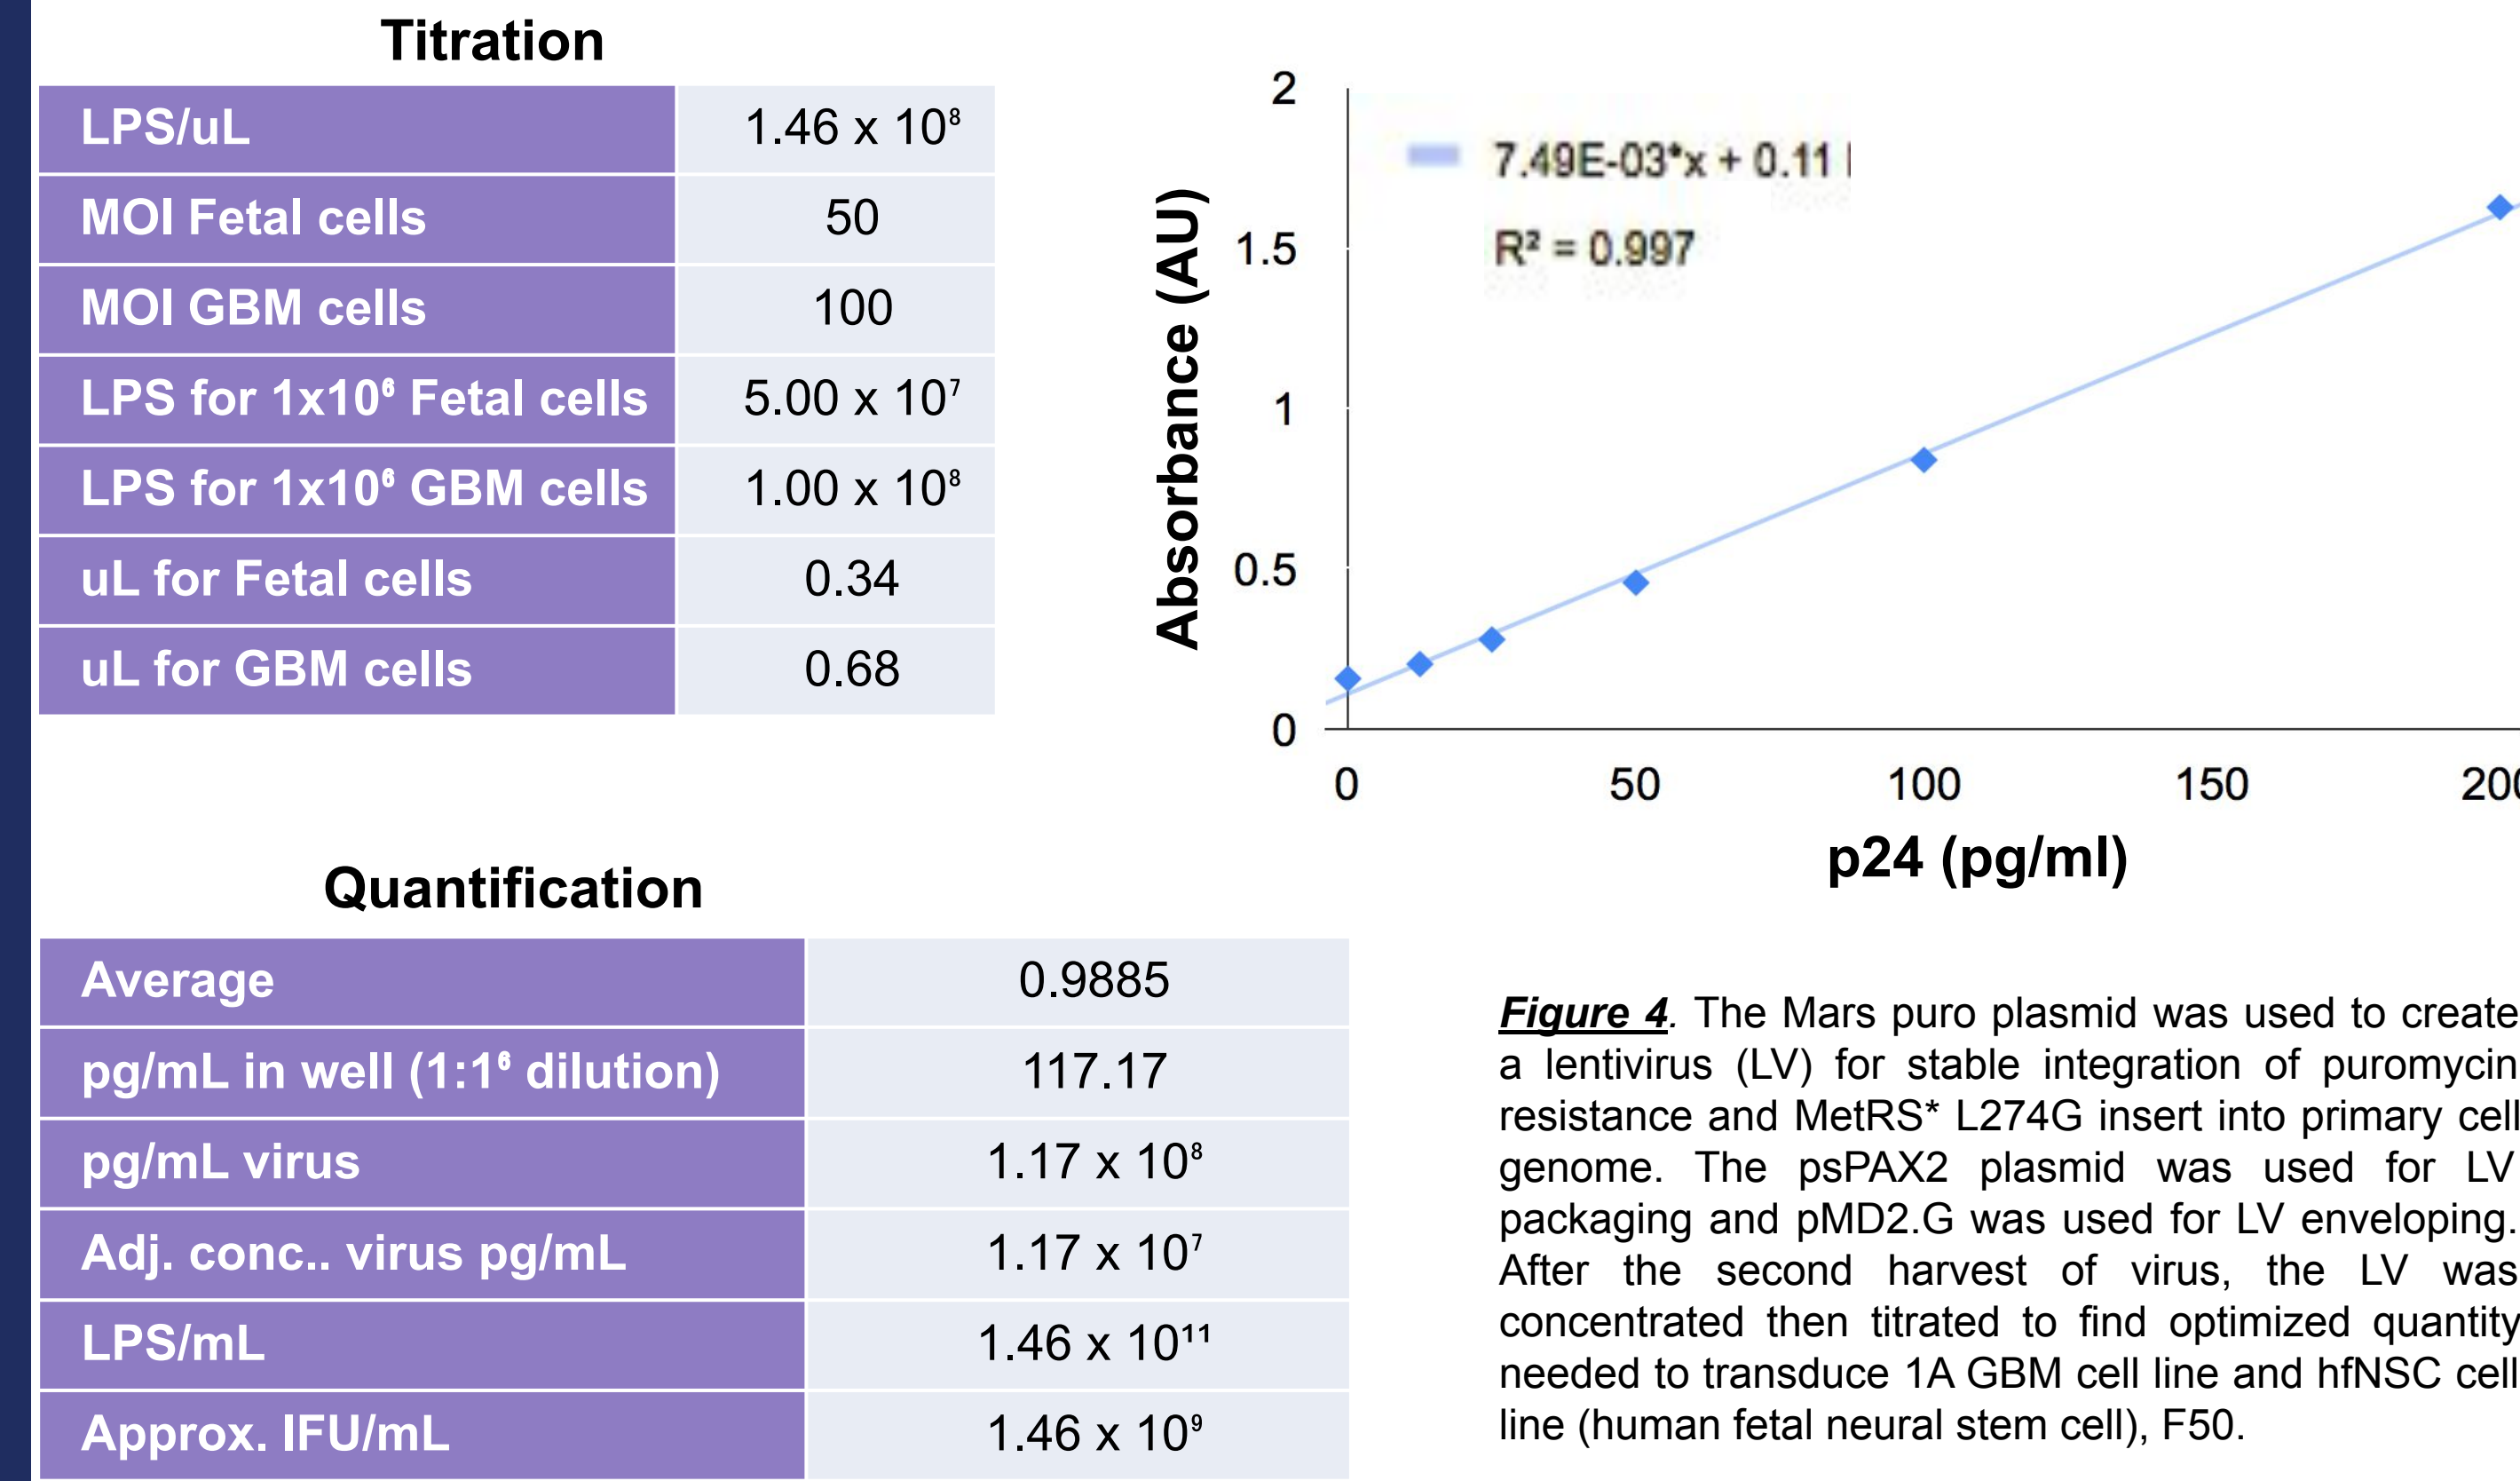 Titration
LPS/uL 1.46 x 10⁸
MOI Fetal cells 50
MOI GBM cells 100
LPS for 1x10⁶ Fetal cells 5.00 x 10⁷
LPS for 1x10⁶ GBM cells 1.00 x 10⁸
uL for Fetal cells 0.34
uL for GBM cells 0.68
Absorbance (AU)
2
1.5
1
0.5
0
7.49E-03*x + 0.11
R² = 0.997
0 50 100 150 200
p24 (pg/ml)
Quantification
Average 0.9885
pg/mL in well (1:1⁶ dilution) 117.17
pg/mL virus 1.17 x 10⁸
Adj. conc.. virus pg/mL 1.17 x 10⁷
LPS/mL 1.46 x 10¹¹
Approx. IFU/mL 1.46 x 10⁹
Figure 4. The Mars puro plasmid was used to create
a lentivirus (LV) for stable integration of puromycin
resistance and MetRS* L274G insert into primary cell
genome. The psPAX2 plasmid was used for LV
packaging and pMD2.G was used for LV enveloping.
After the second harvest of virus, the LV was
concentrated then titrated to find optimized quantity
needed to transduce 1A GBM cell line and hfNSC cell
line (human fetal neural stem cell), F50.